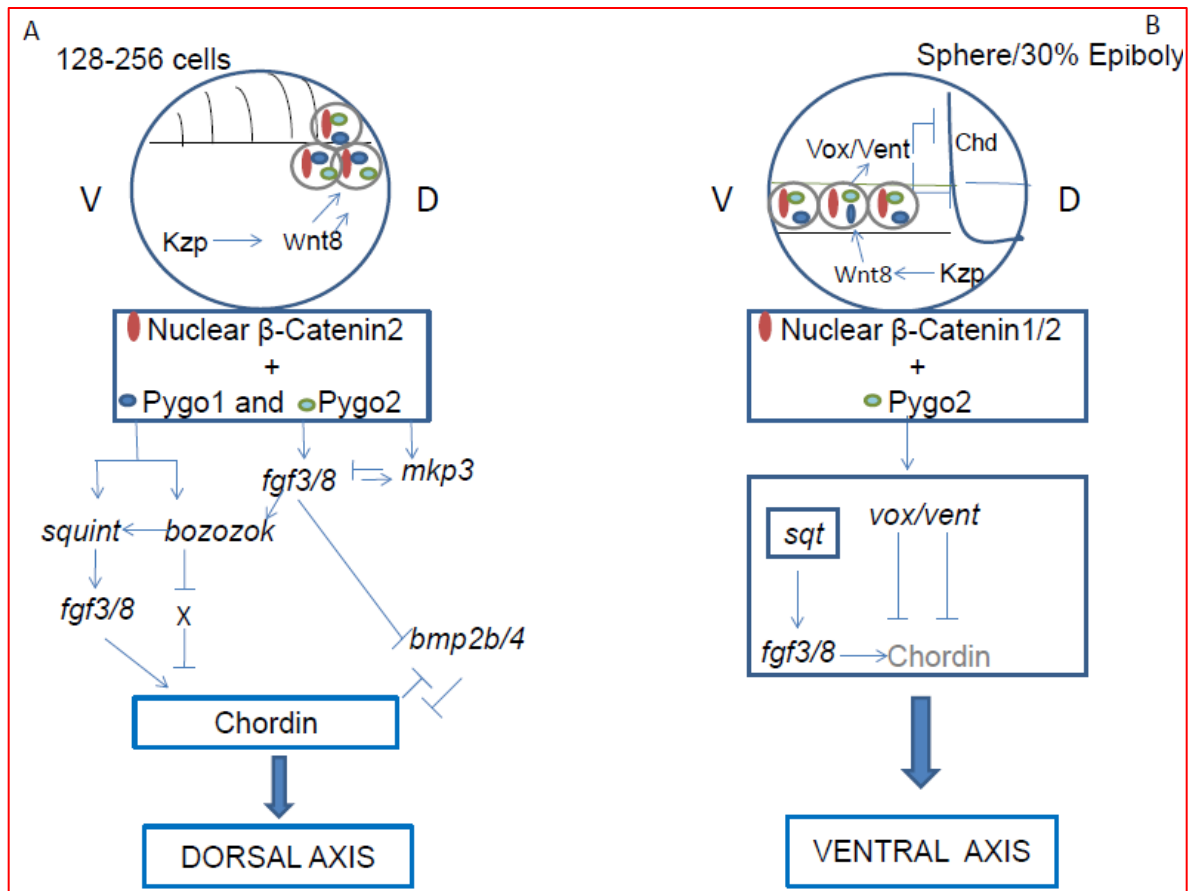 A
128-256 cells
V
D
Kzp
Wnt8
Nuclear β-Catenin2
+
Pygo1 and Pygo2
fgf3/8
mkp3
squint
bozozok
fgf3/8
X
bmp2b/4
Chordin
DORSAL AXIS
B
Sphere/30% Epiboly
Vox/Vent
Chd
V
D
Wnt8
Kzp
Nuclear β-Catenin1/2
+
Pygo2
sqt
vox/vent
fgf3/8
Chordin
VENTRAL AXIS